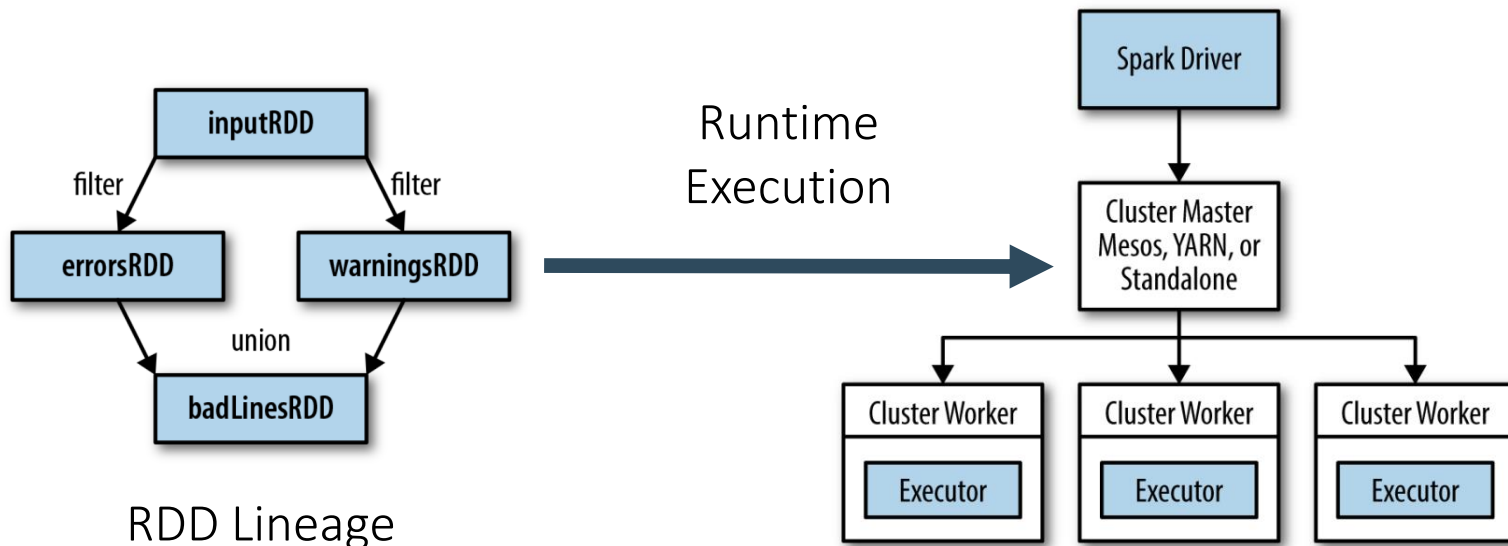 inputRDD
filter
filter
errorsRDD
warningsRDD
union
badLinesRDD
RDD Lineage
Runtime
Execution
Spark Driver
Cluster Master
Mesos, YARN, or
Standalone
Cluster Worker
Cluster Worker
Cluster Worker
Executor
Executor
Executor